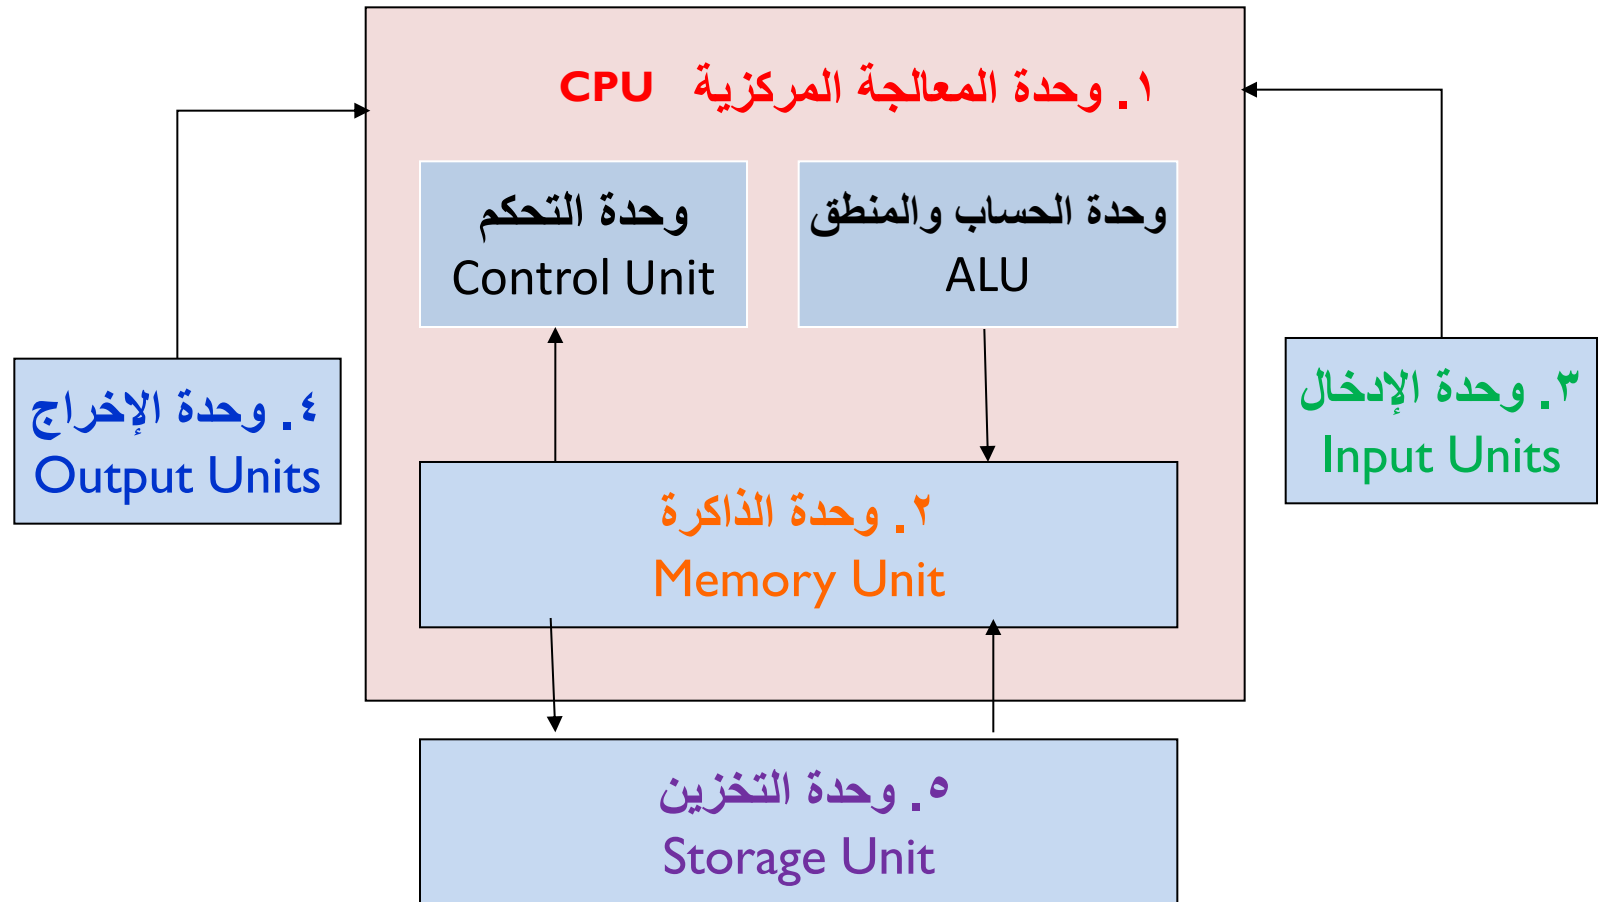 ١. وحدة المعالجة المركزية CPU
وحدة الحساب والمنطق
ALU
وحدة التحكم
Control Unit
٣. وحدة الإدخال
Input Units
٤. وحدة الإخراج
Output Units
٢. وحدة الذاكرة
Memory Unit
٥. وحدة التخزين
Storage Unit